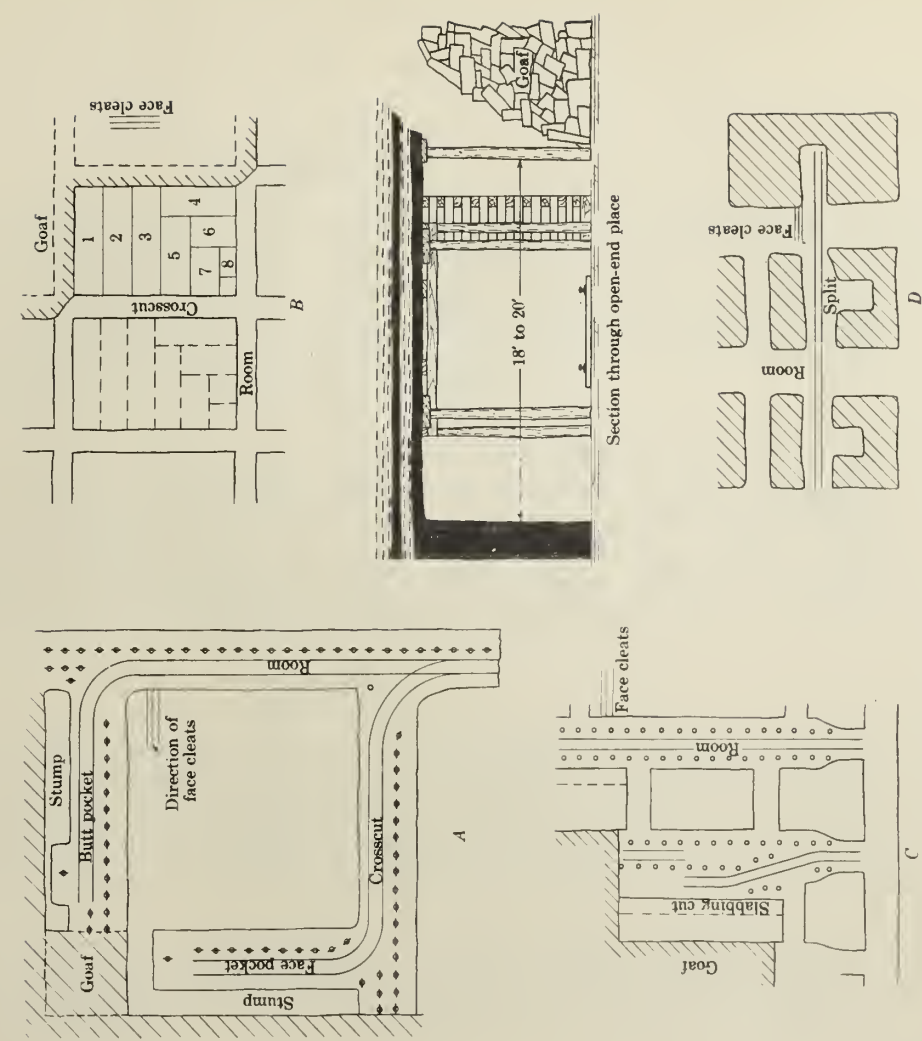 Stump
Butt pocket
Goaf
Room
Direction of
face cleats
Crosscut
Face pocket
Stump
A
Goaf
Face cleats
1
2
3
4
5
6
7
8
Crosscut
Room
B
Goaf
18' to 20'
Section through open-end place
Face cleats
Room
Slabbing cut
Goaf
C
Face cleats
Split
Room
D